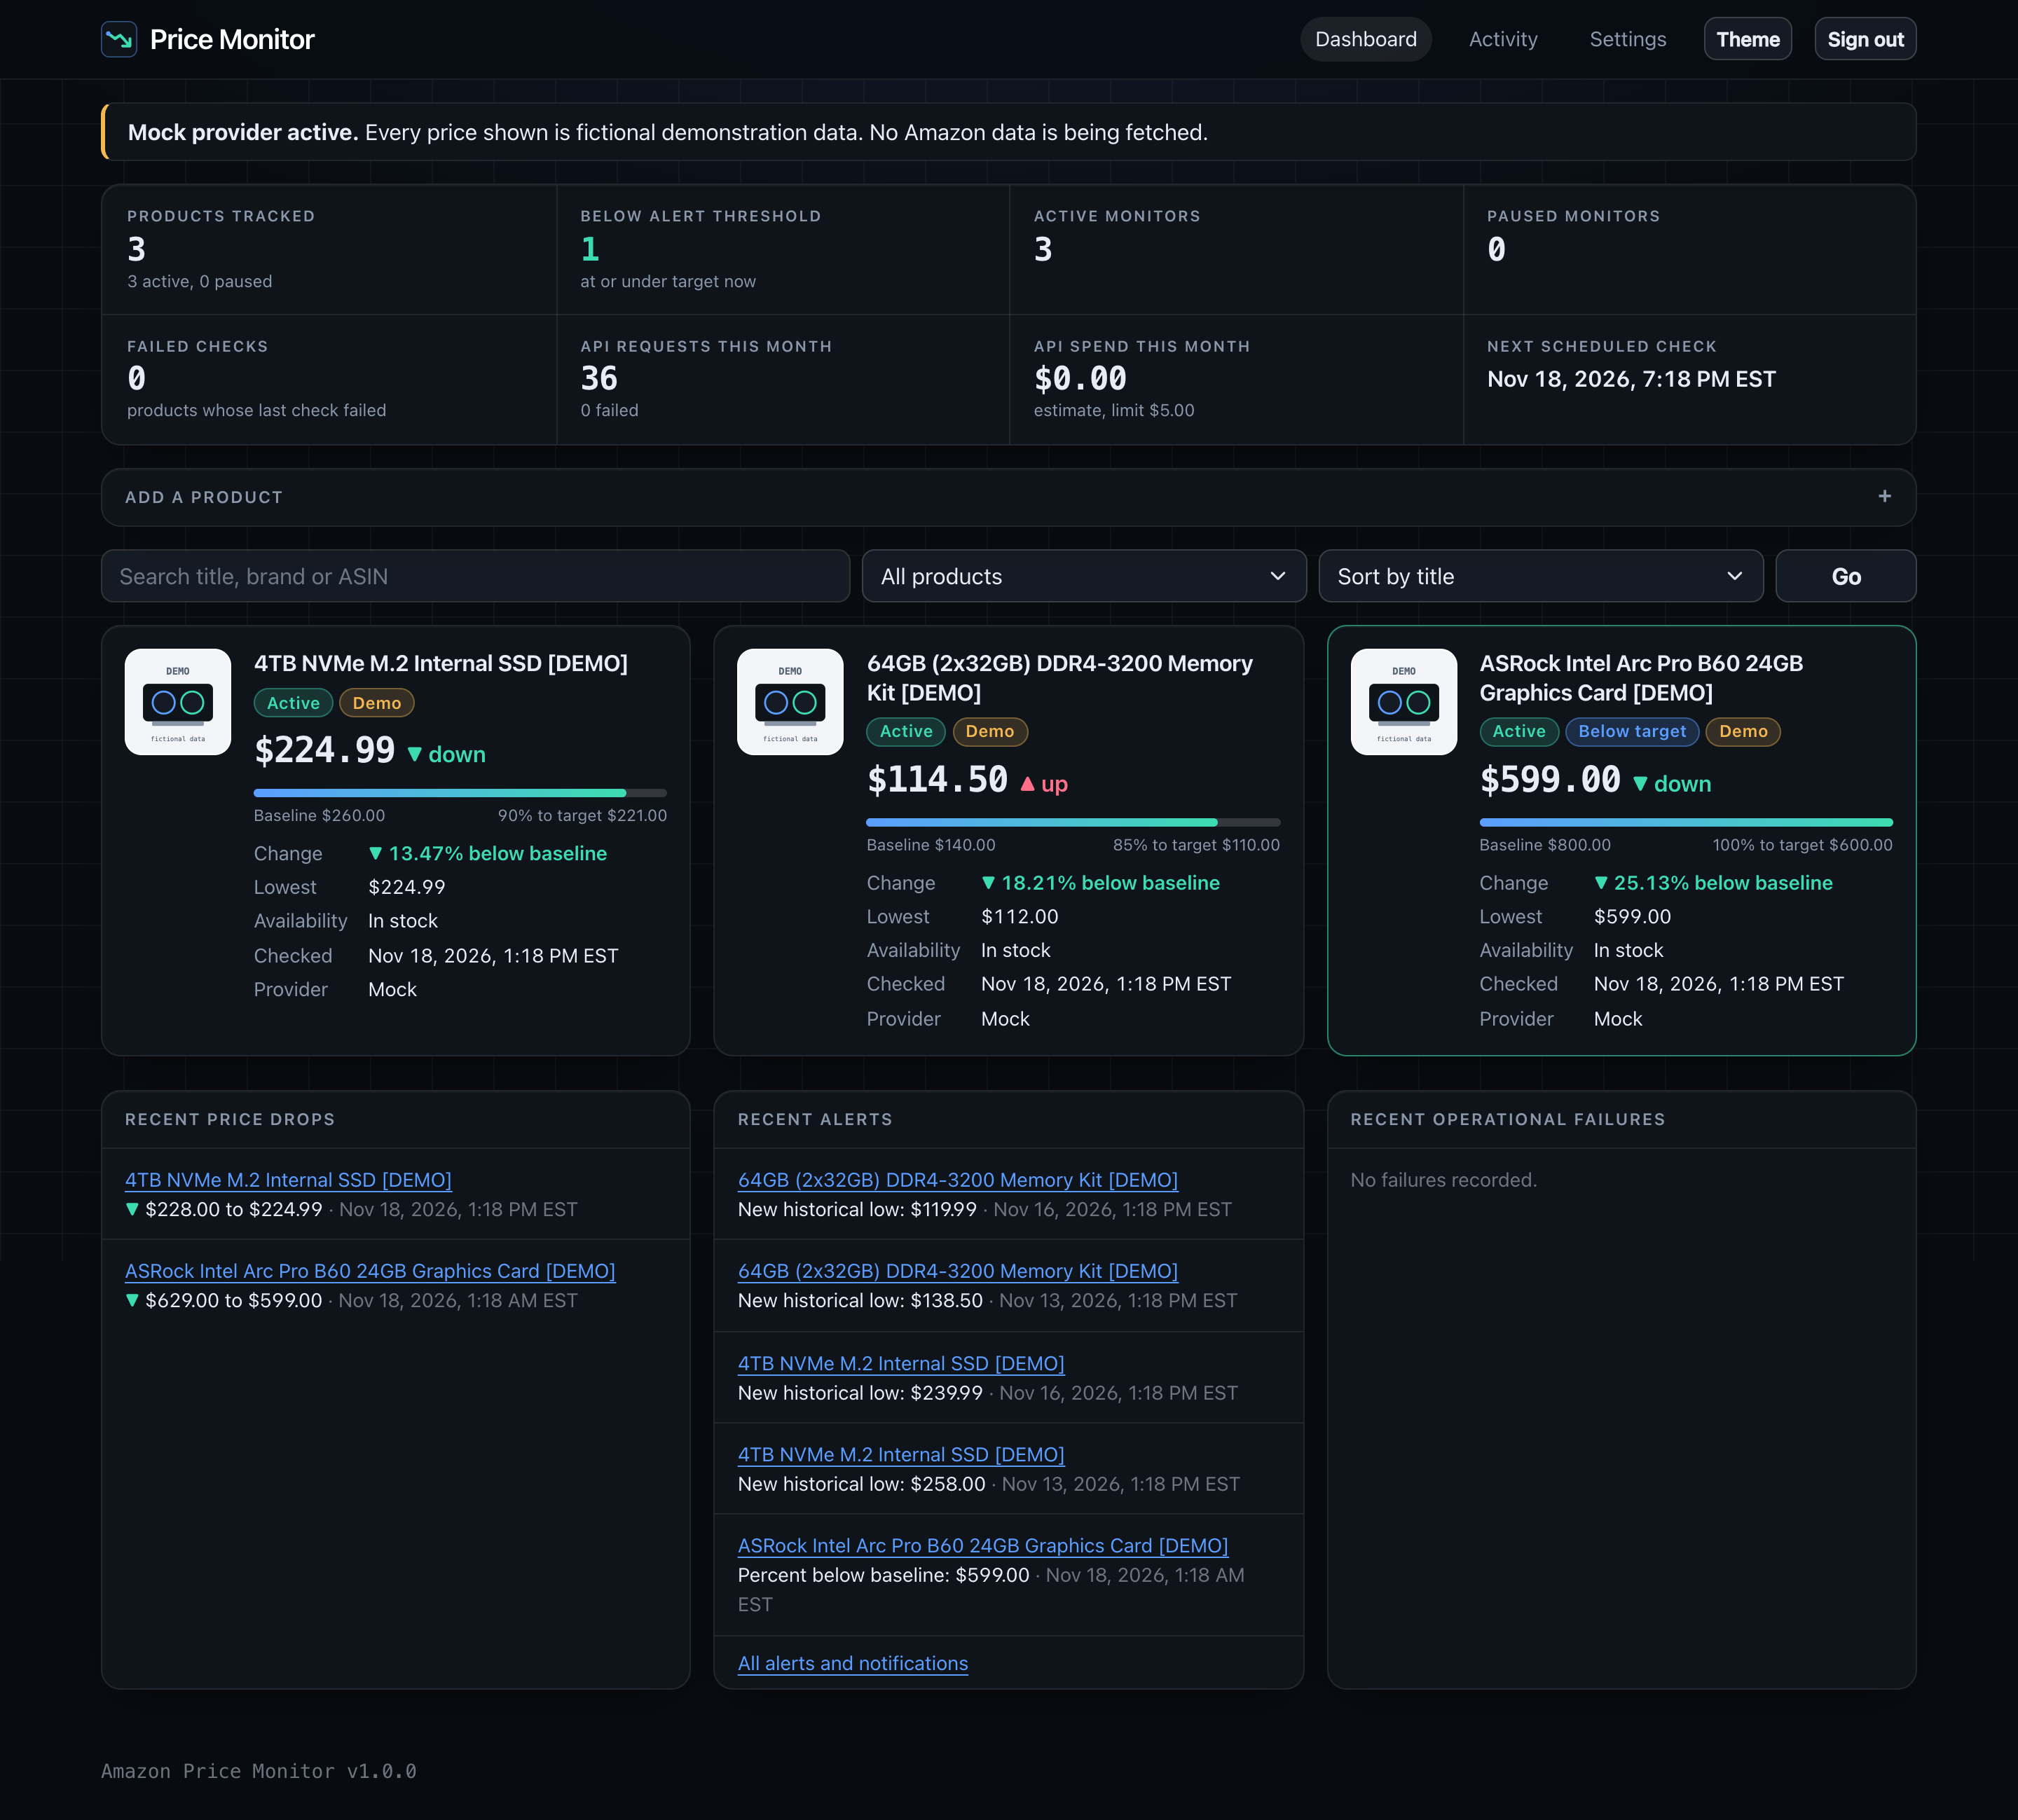 Price Monitor
Dashboard
Activity
Settings
Theme
Sign out
Mock provider active. Every price shown is fictional demonstration data. No Amazon data is being fetched.
PRODUCTS TRACKED
3
3 active, 0 paused
BELOW ALERT THRESHOLD
1
at or under target now
ACTIVE MONITORS
3
PAUSED MONITORS
0
FAILED CHECKS
0
products whose last check failed
API REQUESTS THIS MONTH
36
0 failed
API SPEND THIS MONTH
$0.00
estimate, limit $5.00
NEXT SCHEDULED CHECK
Nov 18, 2026, 7:18 PM EST
ADD A PRODUCT
+
Search title, brand or ASIN
All products
Sort by title
Go
DEMO
fictional data
4TB NVMe M.2 Internal SSD [DEMO]
Active
Demo
$224.99 ▼ down
Baseline $260.00
90% to target $221.00
Change ▼ 13.47% below baseline
Lowest $224.99
Availability In stock
Checked Nov 18, 2026, 1:18 PM EST
Provider Mock
DEMO
fictional data
64GB (2x32GB) DDR4-3200 Memory
Kit [DEMO]
Active
Demo
$114.50 ▲ up
Baseline $140.00
85% to target $110.00
Change ▼ 18.21% below baseline
Lowest $112.00
Availability In stock
Checked Nov 18, 2026, 1:18 PM EST
Provider Mock
DEMO
fictional data
ASRock Intel Arc Pro B60 24GB
Graphics Card [DEMO]
Active
Below target
Demo
$599.00 ▼ down
Baseline $800.00
100% to target $600.00
Change ▼ 25.13% below baseline
Lowest $599.00
Availability In stock
Checked Nov 18, 2026, 1:18 PM EST
Provider Mock
RECENT PRICE DROPS
4TB NVMe M.2 Internal SSD [DEMO]
▼ $228.00 to $224.99 · Nov 18, 2026, 1:18 PM EST
ASRock Intel Arc Pro B60 24GB Graphics Card [DEMO]
▼ $629.00 to $599.00 · Nov 18, 2026, 1:18 AM EST
RECENT ALERTS
64GB (2x32GB) DDR4-3200 Memory Kit [DEMO]
New historical low: $119.99 · Nov 16, 2026, 1:18 PM EST
64GB (2x32GB) DDR4-3200 Memory Kit [DEMO]
New historical low: $138.50 · Nov 13, 2026, 1:18 PM EST
4TB NVMe M.2 Internal SSD [DEMO]
New historical low: $239.99 · Nov 16, 2026, 1:18 PM EST
4TB NVMe M.2 Internal SSD [DEMO]
New historical low: $258.00 · Nov 13, 2026, 1:18 PM EST
ASRock Intel Arc Pro B60 24GB Graphics Card [DEMO]
Percent below baseline: $599.00 · Nov 18, 2026, 1:18 AM
EST
All alerts and notifications
RECENT OPERATIONAL FAILURES
No failures recorded.
Amazon Price Monitor v1.0.0